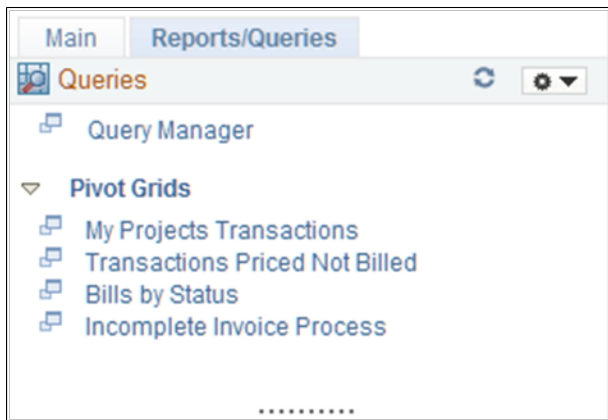 Main Reports/Queries
Queries
Query Manager
Pivot Grids
My Projects Transactions
Transactions Priced Not Billed
Bills by Status
Incomplete Invoice Process